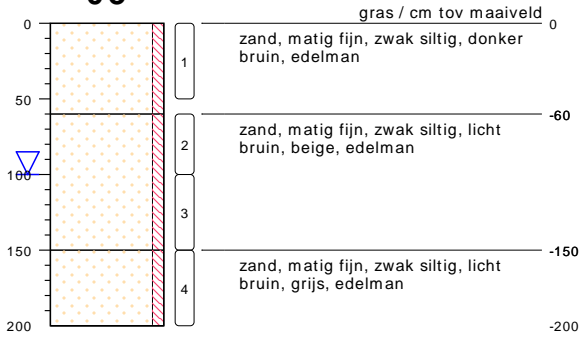 gras / cm tov maaiveld
0
0
zand, matig fijn, zwak siltig, donker
bruin, edelman
1
50
-60
zand, matig fijn, zwak siltig, licht
bruin, beige, edelman
2
100
3
150
-150
zand, matig fijn, zwak siltig, licht
bruin, grijs, edelman
4
200
-200